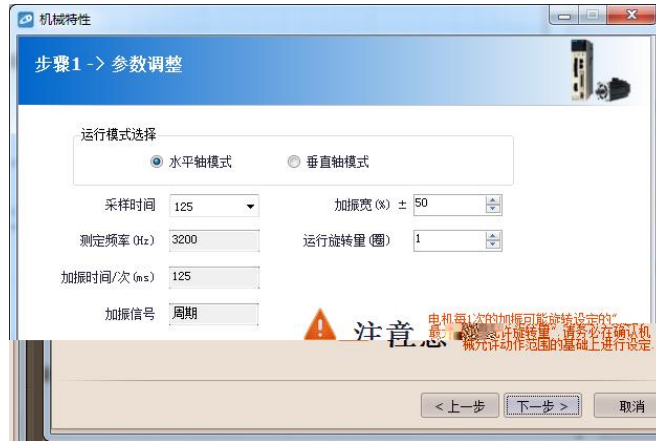 机械特性
步骤1 -> 参数调整
运行模式选择
水平轴模式 垂直轴模式
采样时间 125 加振宽(%) ± 50
测定频率(Hz) 3200 运行旋转量(圈) 1
加振时间/次(ms) 125
加振信号 周期
注意
电机每1次的加振可能旋转设定的"
最 许旋转量",请务必在确认机
械允许动作范围的基础上进行设定.
< 上一步 下一步 > 取消